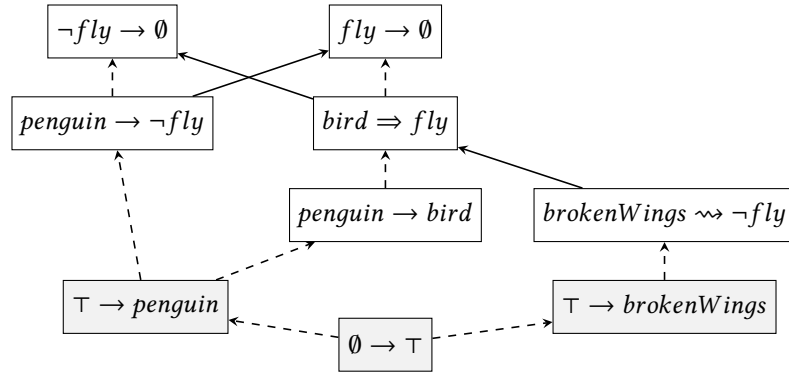 ¬fly → ∅
fly → ∅
penguin → ¬fly
bird ⇒ fly
penguin → bird
brokenWings ⇝ ¬fly
⊤ → penguin
∅ → ⊤
⊤ → brokenWings